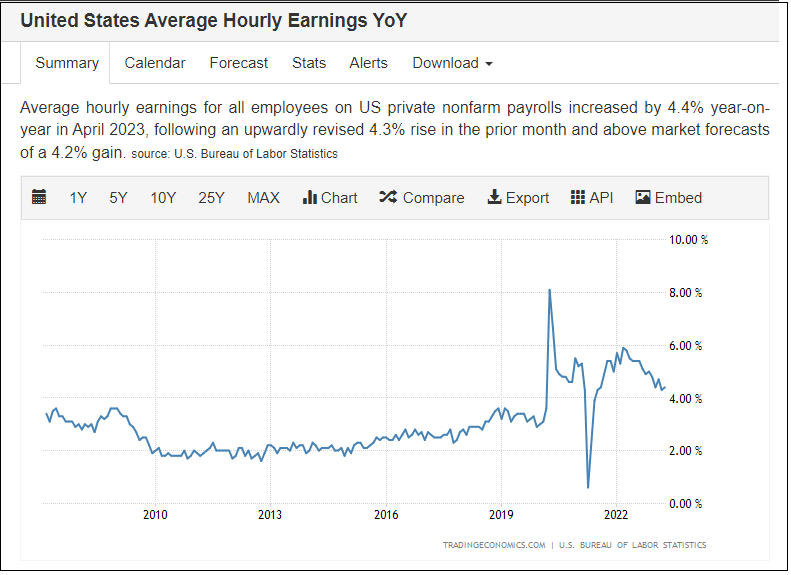 United States Average Hourly Earnings YoY
Summary Calendar Forecast Stats Alerts Download
Average hourly earnings for all employees on US private nonfarm payrolls increased by 4.4% year-on-
year in April 2023, following an upwardly revised 4.3% rise in the prior month and above market forecasts
of a 4.2% gain. source: U.S. Bureau of Labor Statistics
1Y 5Y 10Y 25Y MAX Chart Compare Export API Embed
10.00 %
8.00 %
6.00 %
4.00 %
2.00 %
0.00 %
2010 2013 2016 2019 2022
TRADINGECONOMICS.COM | U.S. BUREAU OF LABOR STATISTICS